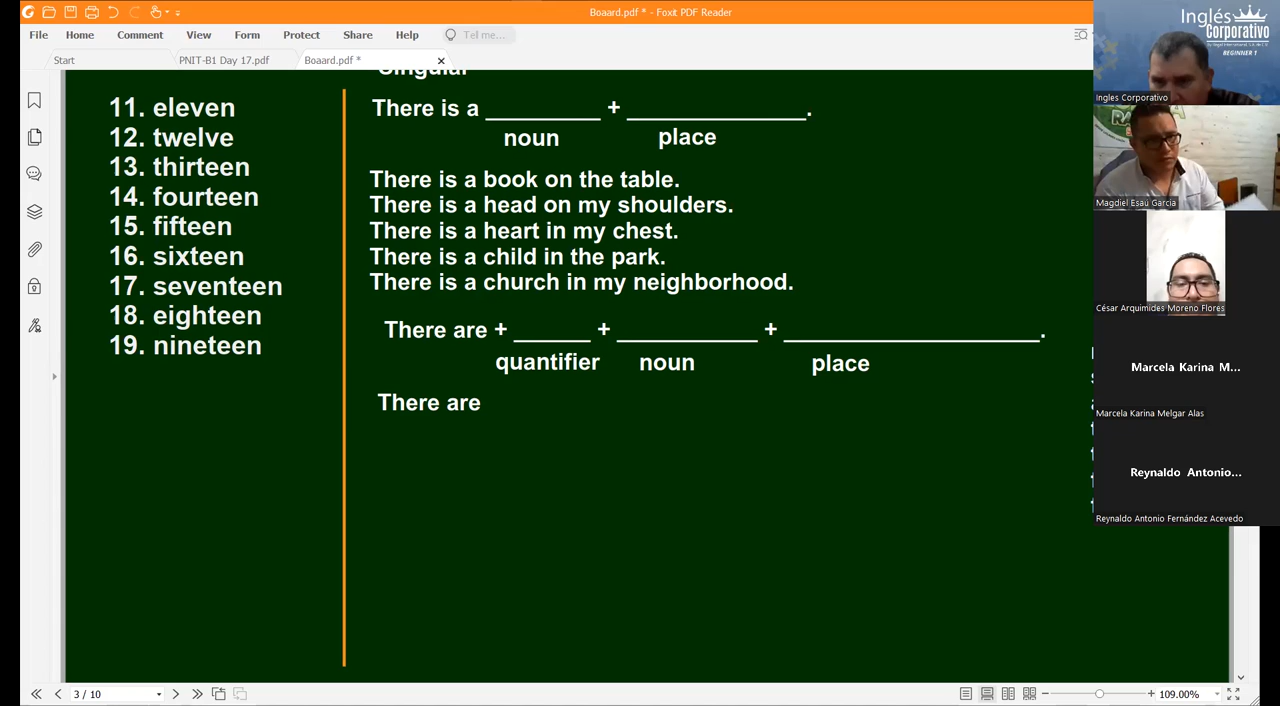 Boaard.pdf * - Foxit PDF Reader
File Home Comment View Form Protect Share Help Tell me...
Start PNIT-B1 Day 17.pdf Boaard.pdf *
Singular
11. eleven
12. twelve
13. thirteen
14. fourteen
15. fifteen
16. sixteen
17. seventeen
18. eighteen
19. nineteen
There is a _________ + ______________.
noun place
There is a book on the table.
There is a head on my shoulders.
There is a heart in my chest.
There is a child in the park.
There is a church in my neighborhood.
There are + ______ + ___________ + ____________________.
quantifier noun place
There are
Inglés
Corporativo
BEGINNER 1
Ingles Corporativo
Magdiel Esaú Garcia
César Arquimides Moreno Flores
Marcela Karina M...
Marcela Karina Melgar Alas
Reynaldo Antonio...
Reynaldo Antonio Fernández Acevedo
3 / 10
109.00%